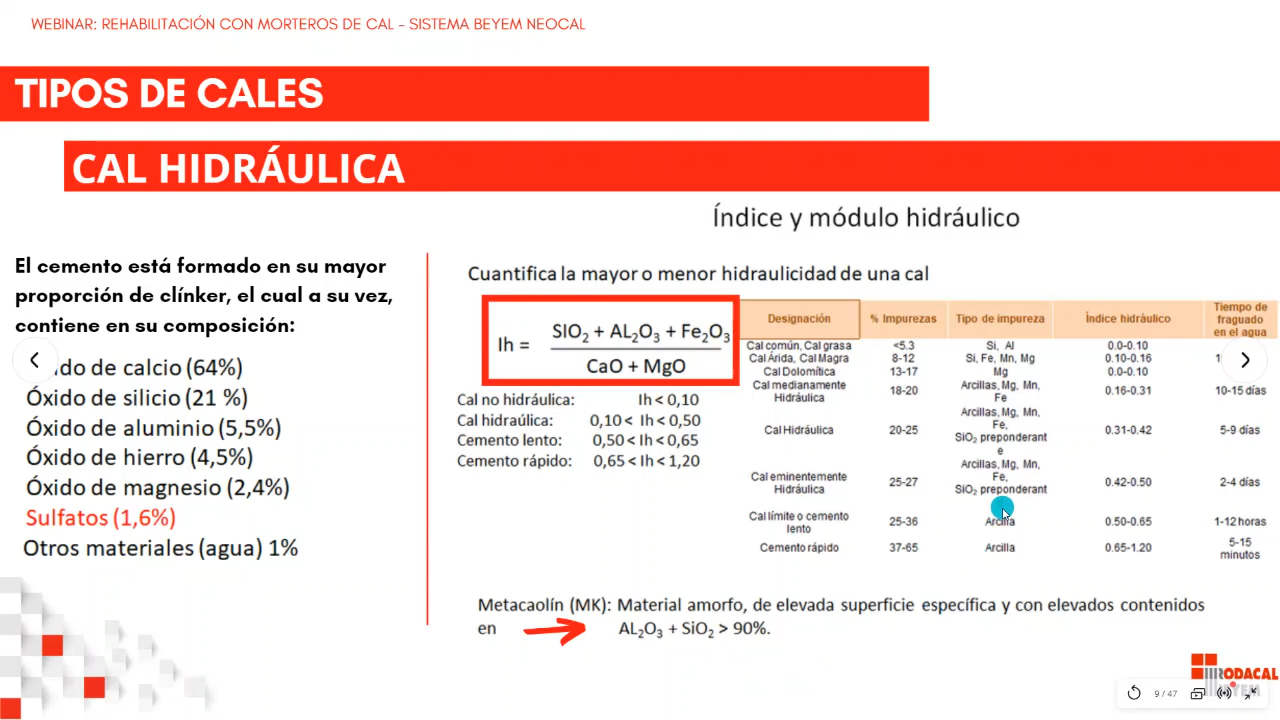 WEBINAR: REHABILITACIÓN CON MORTEROS DE CAL - SISTEMA BEYEM NEOCAL
TIPOS DE CALES
CAL HIDRÁULICA
El cemento está formado en su mayor
proporción de clínker, el cual a su vez,
contiene en su composición:
de calcio (64%)
Óxido de silicio (21 %)
Óxido de aluminio (5,5%)
Óxido de hierro (4,5%)
Óxido de magnesio (2,4%)
Sulfatos (1,6%)
Otros materiales (agua) 1%
Índice y módulo hidráulico
Cuantifica la mayor o menor hidraulicidad de una cal
Ih = SIO2 + AL2O3 + Fe2O3
CaO + MgO
Cal no hidráulica: Ih < 0,10
Cal hidraúlica: 0,10 < Ih < 0,50
Cemento lento: 0,50 < Ih < 0,65
Cemento rápido: 0,65 < Ih < 1,20
Designación % Impurezas Tipo de impureza Ìndice hidráulico Tiempo de fraguado en el agua
Cal común, Cal grasa <5.3 Si, Al 0.0-0.10
Cal Árida, Cal Magra 8-12 Si, Fe, Mn, Mg 0.10-0.16
Cal Dolomítica 13-17 Mg 0.0-0.10
Cal medianamente Hidráulica 18-20 Arcillas, Mg, Mn, Fe 0.16-0.31 10-15 días
Cal Hidráulica 20-25 Arcillas, Mg, Mn, Fe, SiO2 preponderant e 0.31-0.42 5-9 días
Cal eminentemente Hidráulica 25-27 Arcillas, Mg, Mn, Fe, SiO2 preponderant 0.42-0.50 2-4 días
Cal límite o cemento lento 25-36 Arcilla 0.50-0.65 1-12 horas
Cemento rápido 37-65 Arcilla 0.65-1.20 5-15 minutos
Metacaolín (MK): Material amorfo, de elevada superficie específica y con elevados contenidos
en AL2O3 + SiO2 > 90%.
RODACAL
BEYEM
9 / 47